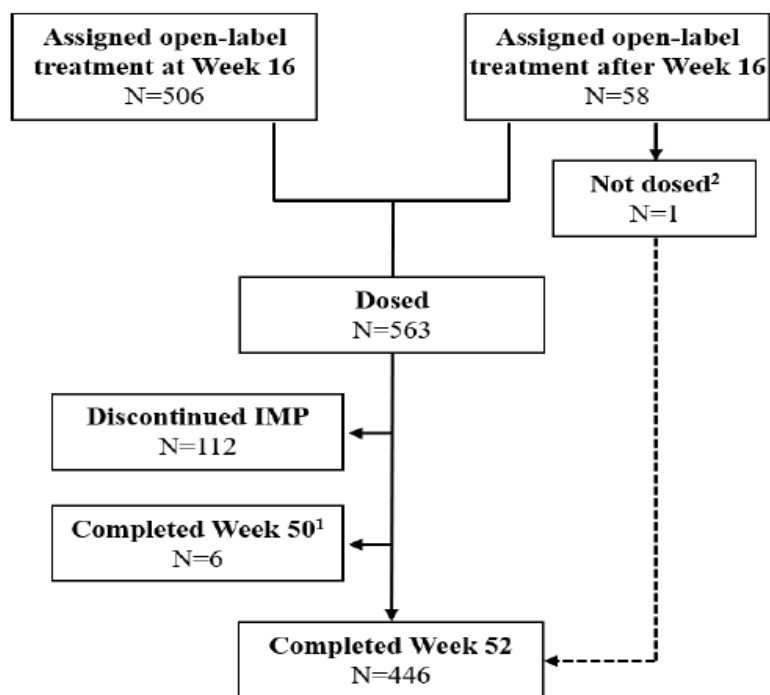 Assigned open-label
treatment at Week 16
N=506
Assigned open-label
treatment after Week 16
N=58
Not dosed²
N=1
Dosed
N=563
Discontinued IMP
N=112
Completed Week 50¹
N=6
Completed Week 52
N=446